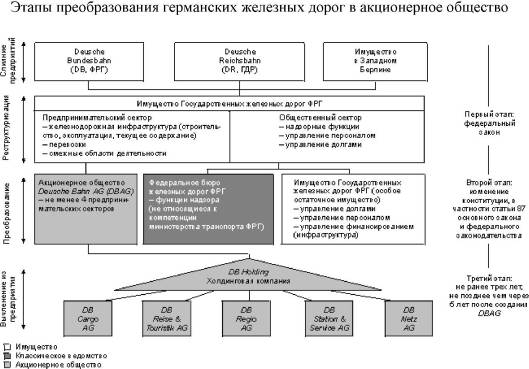 Этапы преобразования германских железных дорог в акционерное общество
Слияние
предприятий
Deutsche
Bundesbahn
(DB, ФРГ)
Deutsche
Reichsbahn
(DR, ГДР)
Имущество
в Западном
Берлине
Реструктуризация
Имущество Государственных железных дорог ФРГ
Предпринимательский сектор
– железнодорожная инфраструктура (строитель-
ство, эксплуатация, текущее содержание)
– перевозки
– смежные области деятельности
Общественный сектор
– надзорные функции
– управление персоналом
– управление долгами
Первый этап:
федеральный
закон
Преобразование
Акционерное общество
Deutsche Bahn AG (DBAG)
– не менее 4 предприни-
мательских секторов
Федеральное бюро
железных дорог ФРГ
– функции надзора
(не относящиеся к
компетенции
министерства транспорта ФРГ)
Имущество Государственных
железных дорог ФРГ (особое
остаточное имущество)
– управление долгами
– управление персоналом
– управление финансированием
(инфраструктура)
Второй этап:
изменение
конституции, в
частности статьи 87
основного закона
и федерального
законодательства
Вычленение из
предприятия
DB Holding
Холдинговая компания
DB
Cargo
AG
DB
Reise &
Touristik AG
DB
Regio
AG
DB
Station &
Service AG
DB
Netz
AG
Третий этап:
не ранее трех лет,
не позднее чем через
6 лет после создания
DBAG
Имущество
Классическое ведомство
Акционерное общество